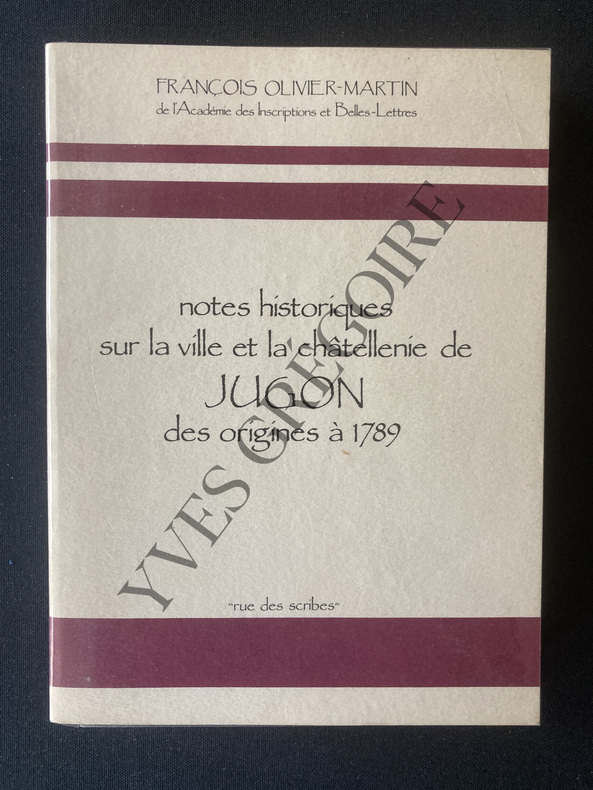 FRANÇOIS OLIVIER-MARTIN
de l'Académie des Inscriptions et Belles-Lettres
notes historiques
sur la ville et la châtellenie de
JUGON
des origines à 1789
YVES GRÉGOIRE
"rue des scribes"